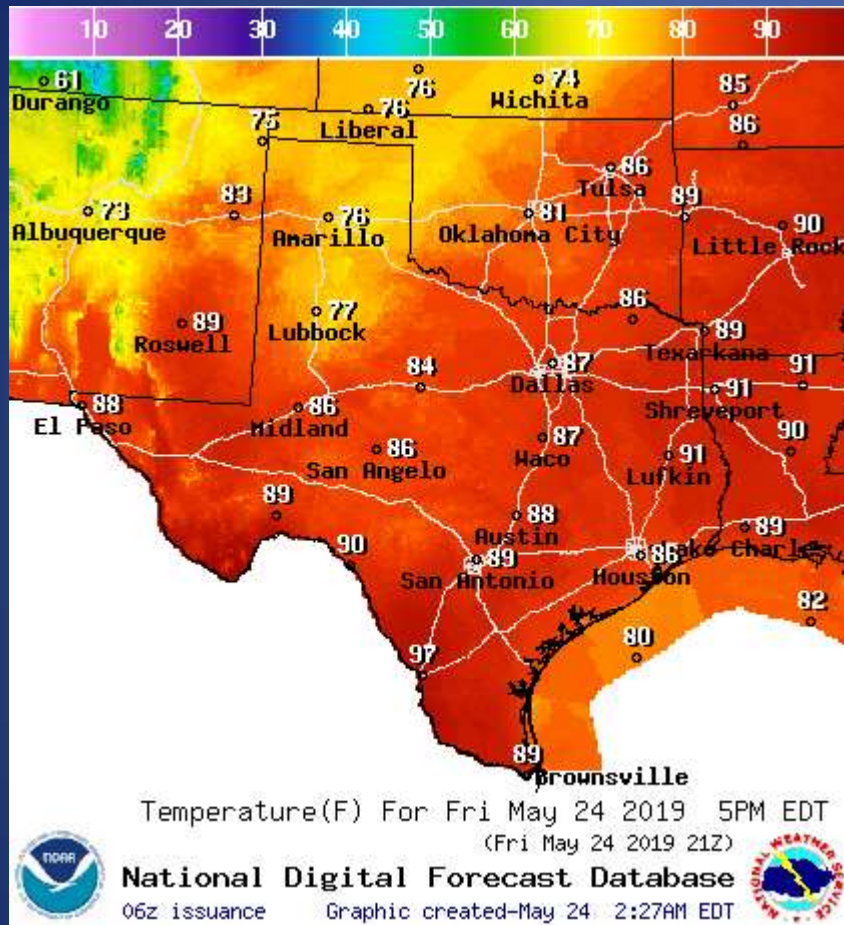 10 20 30 40 50 60 70 80 90
61
Durango
76
Wichita
74
Liberal
76
85
75
86
86
Tulsa
73
Albuquerque
83
76
Amarillo
81
Oklahoma City
89
90
Little Rock
89
Roswell
77
Lubbock
86
89
Texarkana
84
87
Dallas
91
Shreveport
91
88
El Paso
86
Midland
86
San Angelo
87
Waco
91
Lufkin
90
89
88
Austin
89
Lake Charles
90
89
San Antonio
86
Houston
82
97
80
89
Brownsville
Temperature(F) For Fri May 24 2019 5PM EDT
(Fri May 24 2019 21Z)
NOAA
National Digital Forecast Database
06z issuance Graphic created-May 24 2:27AM EDT
NATIONAL WEATHER SERVICE